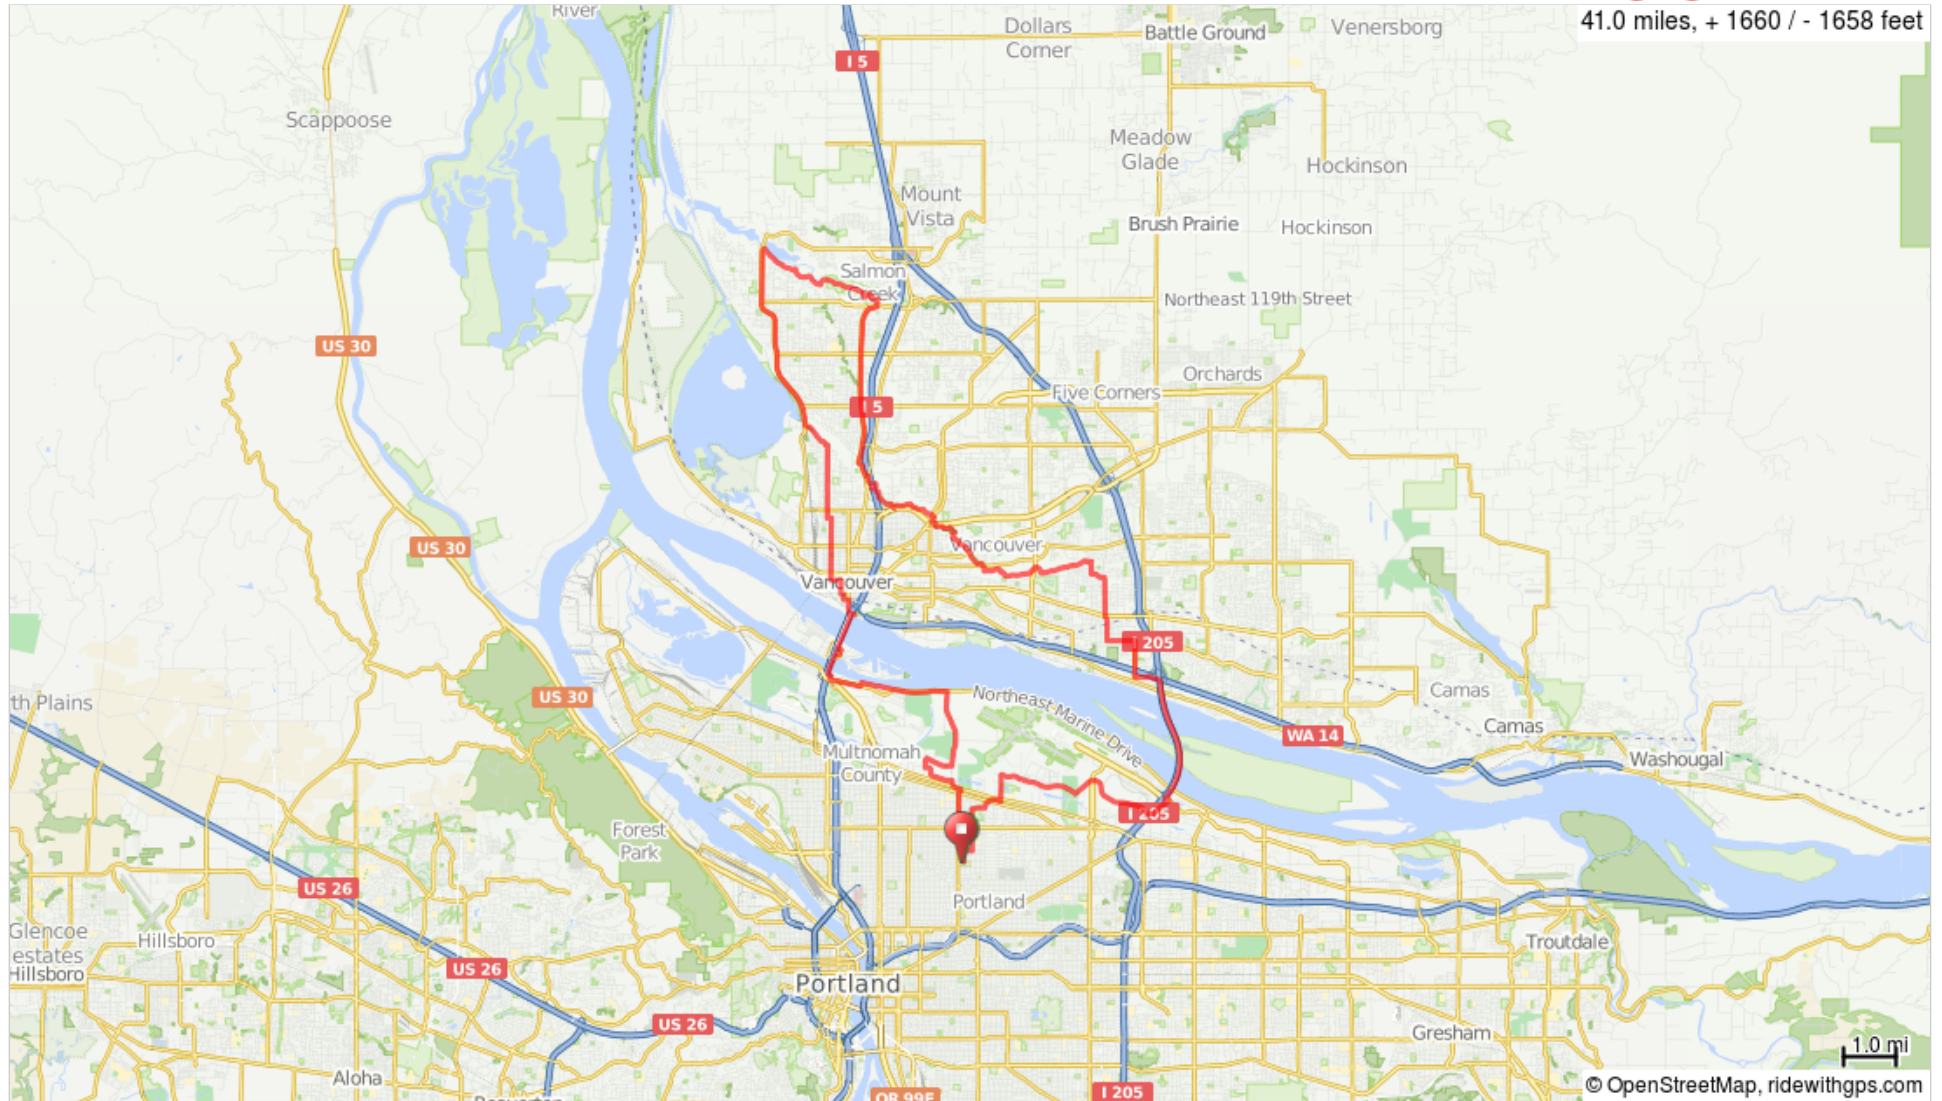 River
Dollars
Corner
Battle Ground
Venersborg
41.0 miles, + 1660 / - 1658 feet
I 5
Scappoose
Meadow
Glade
Hockinson
Mount
Vista
Brush Prairie
Hockinson
Salmon
Creek
Northeast 119th Street
US 30
Orchards
Five Corners
I 5
US 30
Vancouver
Vancouver
I 205
US 30
th Plains
Northeast Marine Drive
Camas
Camas
WA 14
Multnomah
County
Washougal
I 205
Forest
Park
US 26
Portland
Glencoe
estates
Hillsboro
Hillsboro
Troutdale
US 26
Portland
US 26
Gresham
1.0 mi
Aloha
I 205
OR 99E
© OpenStreetMap, ridewithgps.com